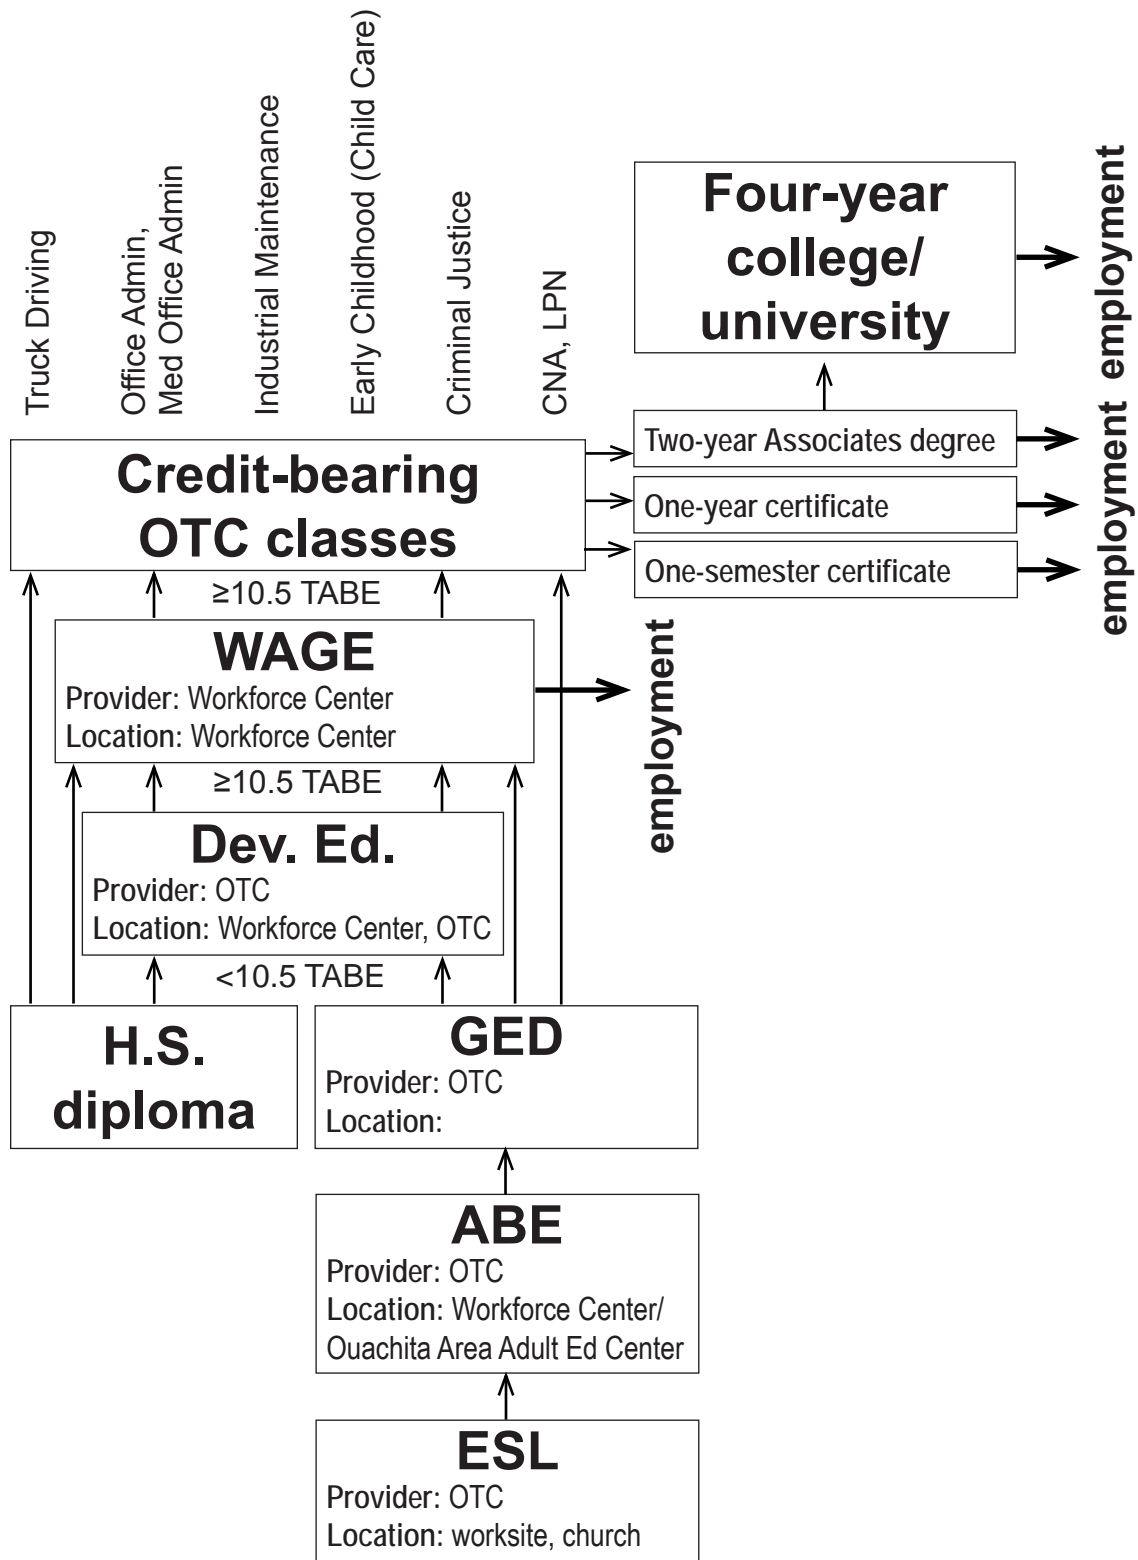 Truck Driving
Office Admin,
Med Office Admin
Industrial Maintenance
Early Childhood (Child Care)
Criminal Justice
CNA, LPN
Four-year
college/
university
employment
Credit-bearing
OTC classes
Two-year Associates degree
One-year certificate
One-semester certificate
employment
≥10.5 TABE
WAGE
Provider: Workforce Center
Location: Workforce Center
employment
≥10.5 TABE
Dev. Ed.
Provider: OTC
Location: Workforce Center, OTC
<10.5 TABE
H.S.
diploma
GED
Provider: OTC
Location:
ABE
Provider: OTC
Location: Workforce Center/
Ouachita Area Adult Ed Center
ESL
Provider: OTC
Location: worksite, church